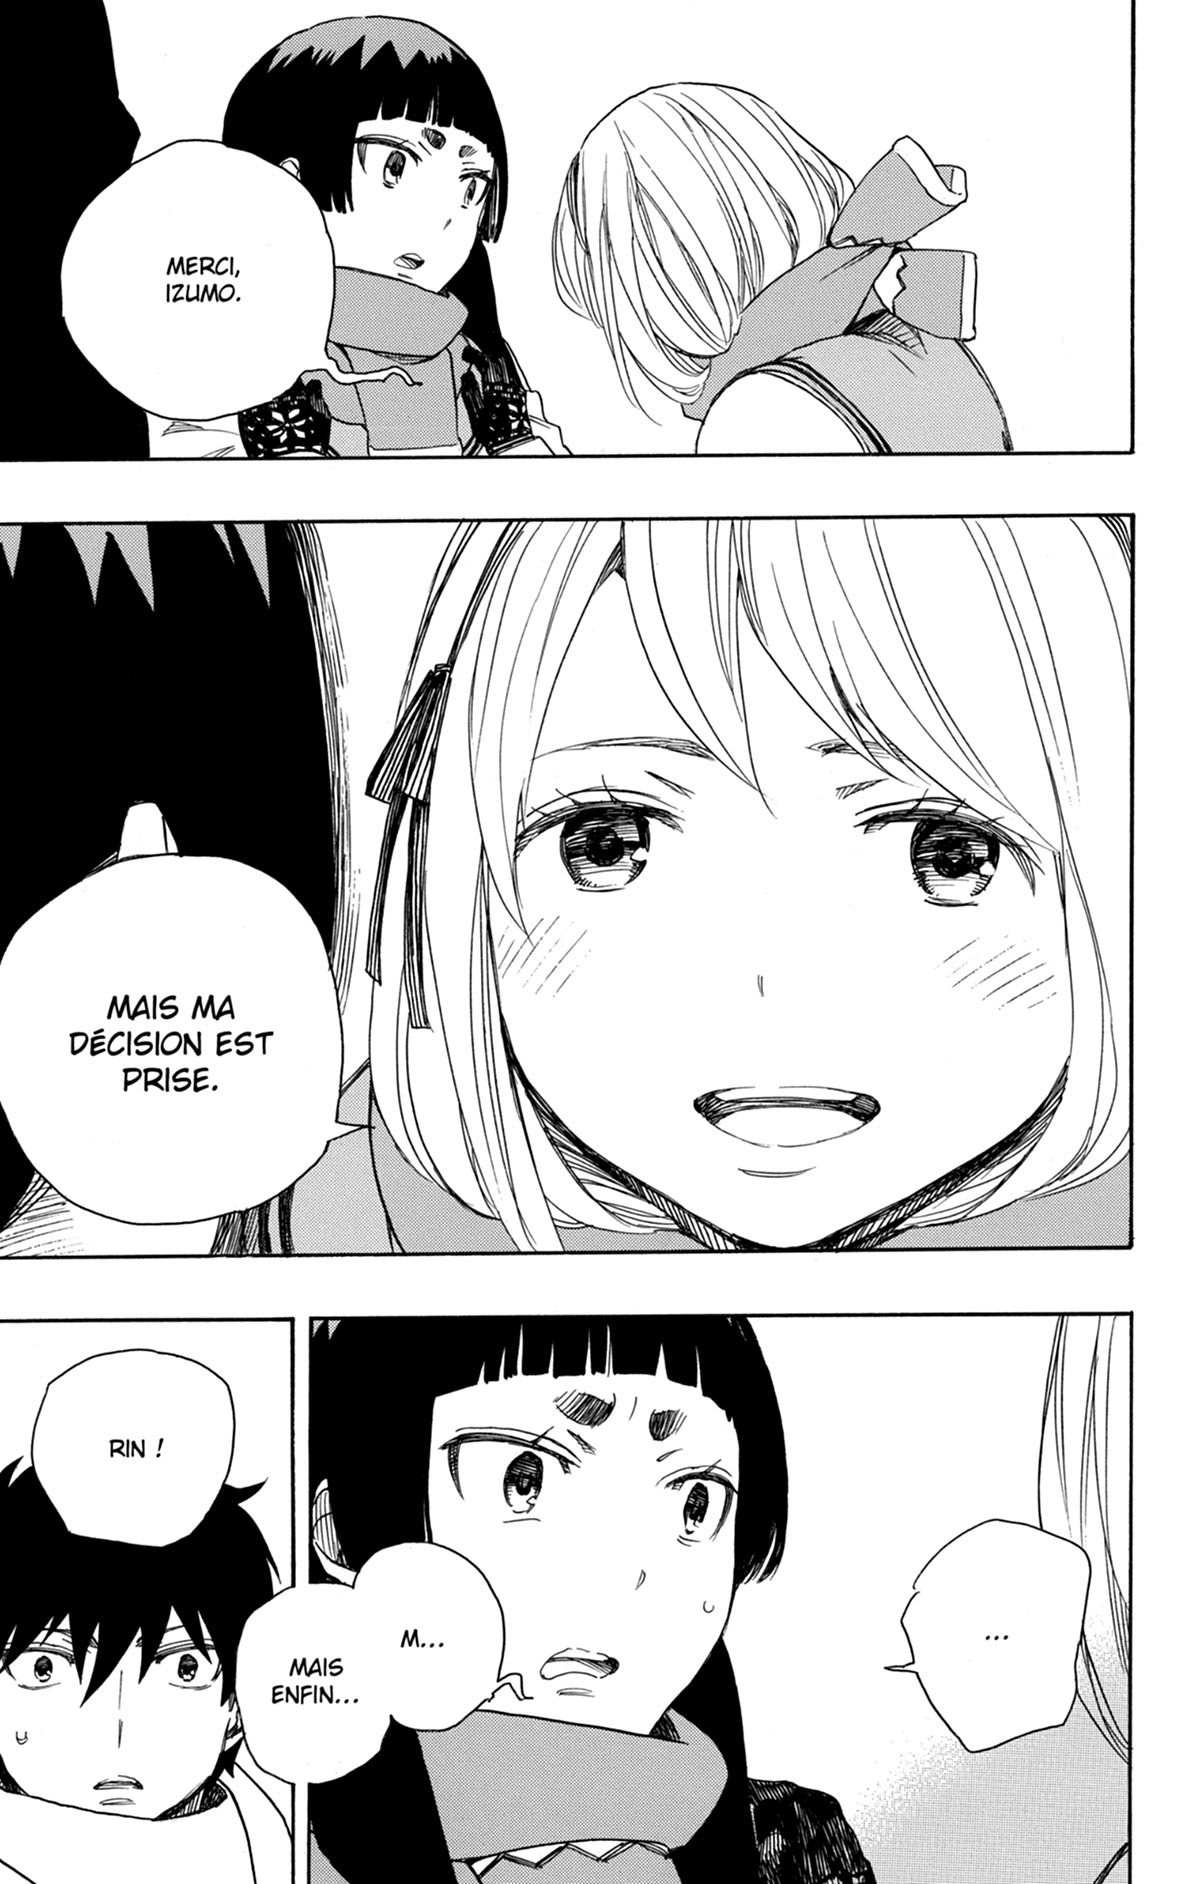 MERCI,
IZUMO.
MAIS MA
DÉCISION EST
PRISE.
...
M...
MAIS
ENFIN...
RIN !